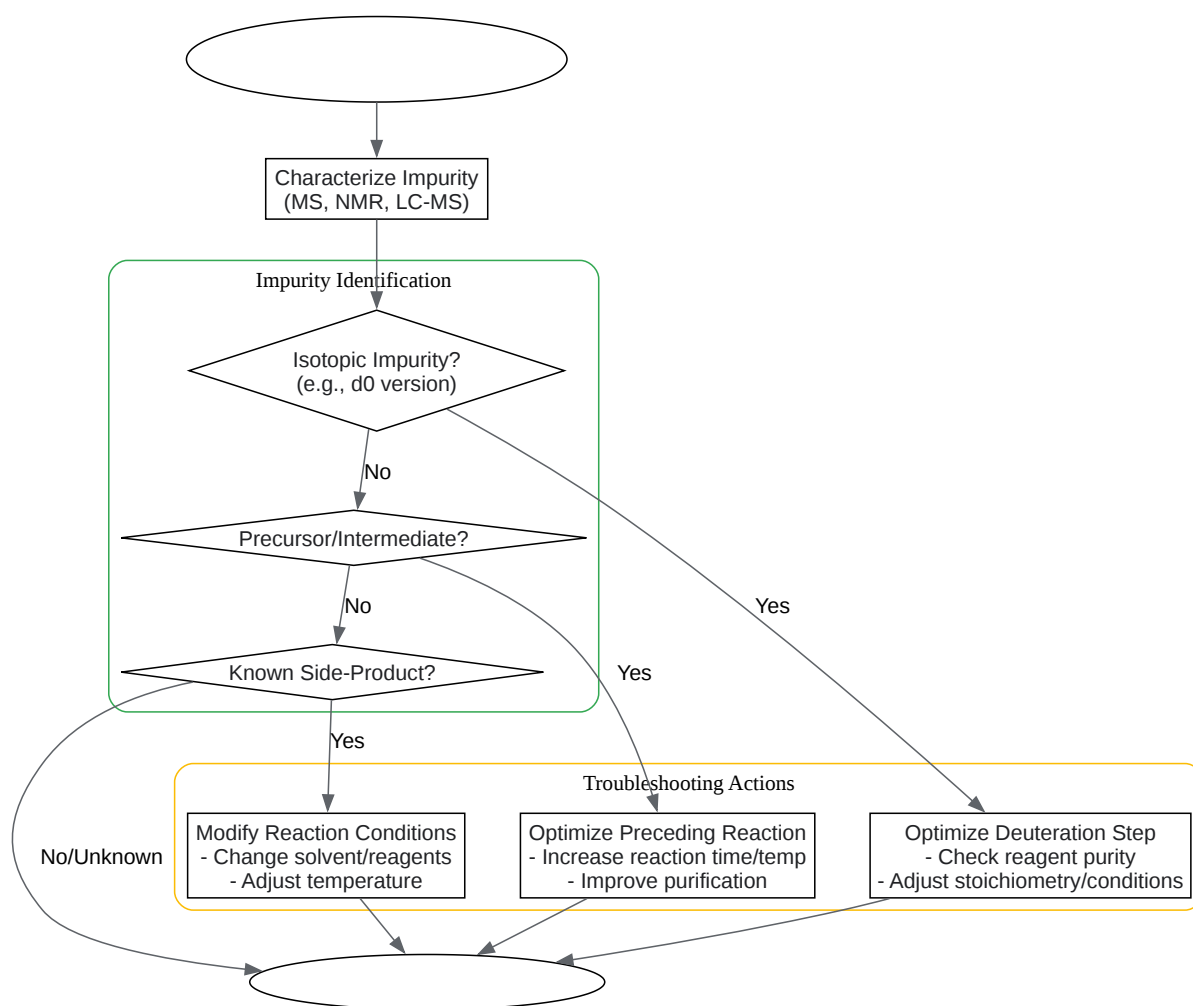 Characterize Impurity
(MS, NMR, LC-MS)
Impurity Identification
Isotopic Impurity?
(e.g., d0 version)
No
Yes
Precursor/Intermediate?
No
Yes
Known Side-Product?
Yes
No/Unknown
Troubleshooting Actions
Modify Reaction Conditions
- Change solvent/reagents
- Adjust temperature
Optimize Preceding Reaction
- Increase reaction time/temp
- Improve purification
Optimize Deuteration Step
- Check reagent purity
- Adjust stoichiometry/conditions